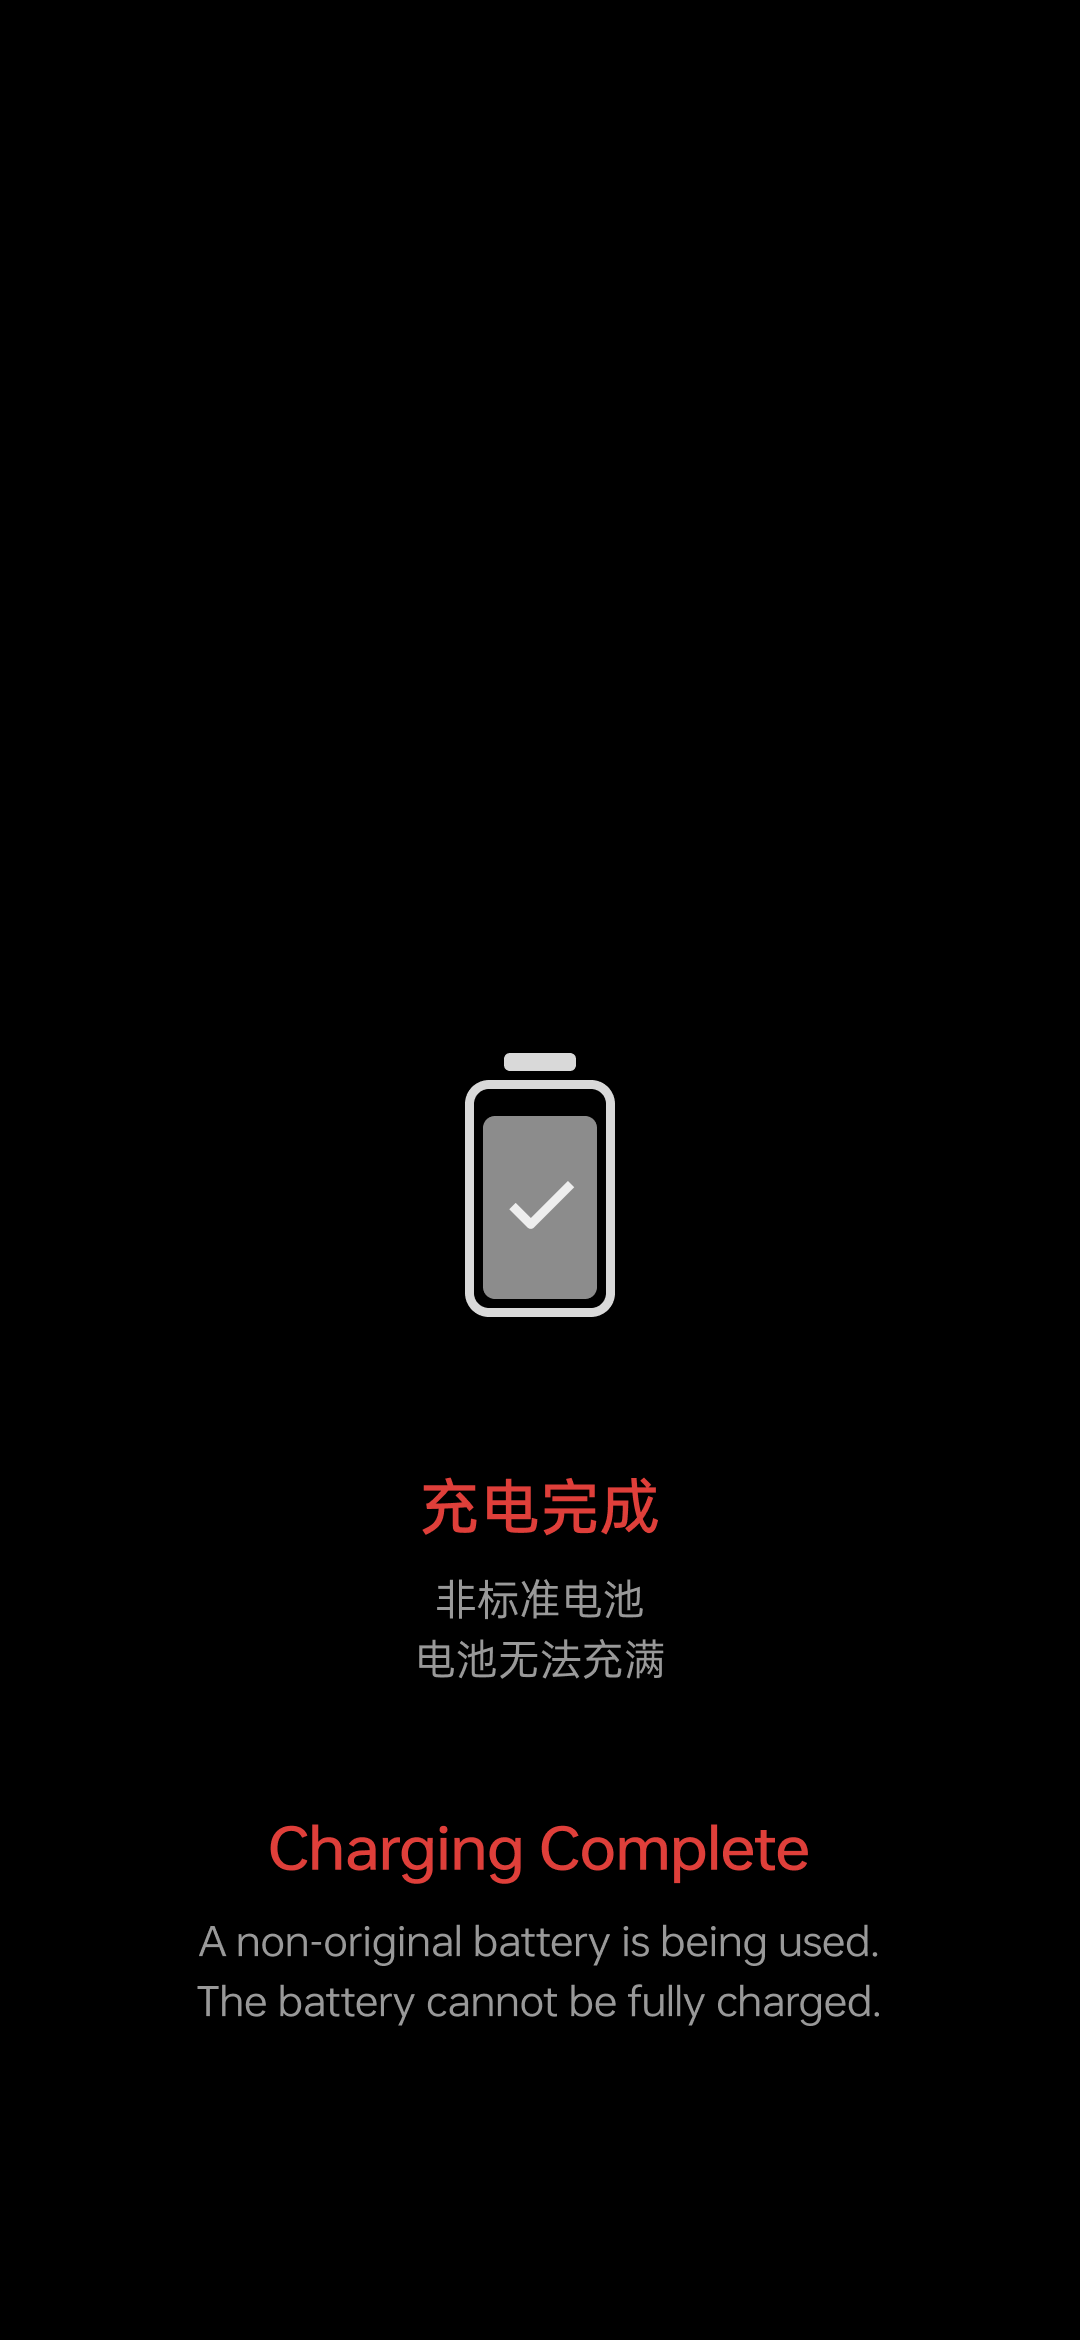 充电完成
非标准电池
电池无法充满
Charging Complete
A non-original battery is being used.
The battery cannot be fully charged.